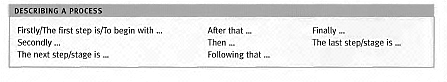 DESCRIBING A PROCESS
Firstly/The first step is/To begin with ...
Secondly ...
The next step/stage is ...
After that ...
Then ...
Following that ...
Finally ...
The last step/stage is ...